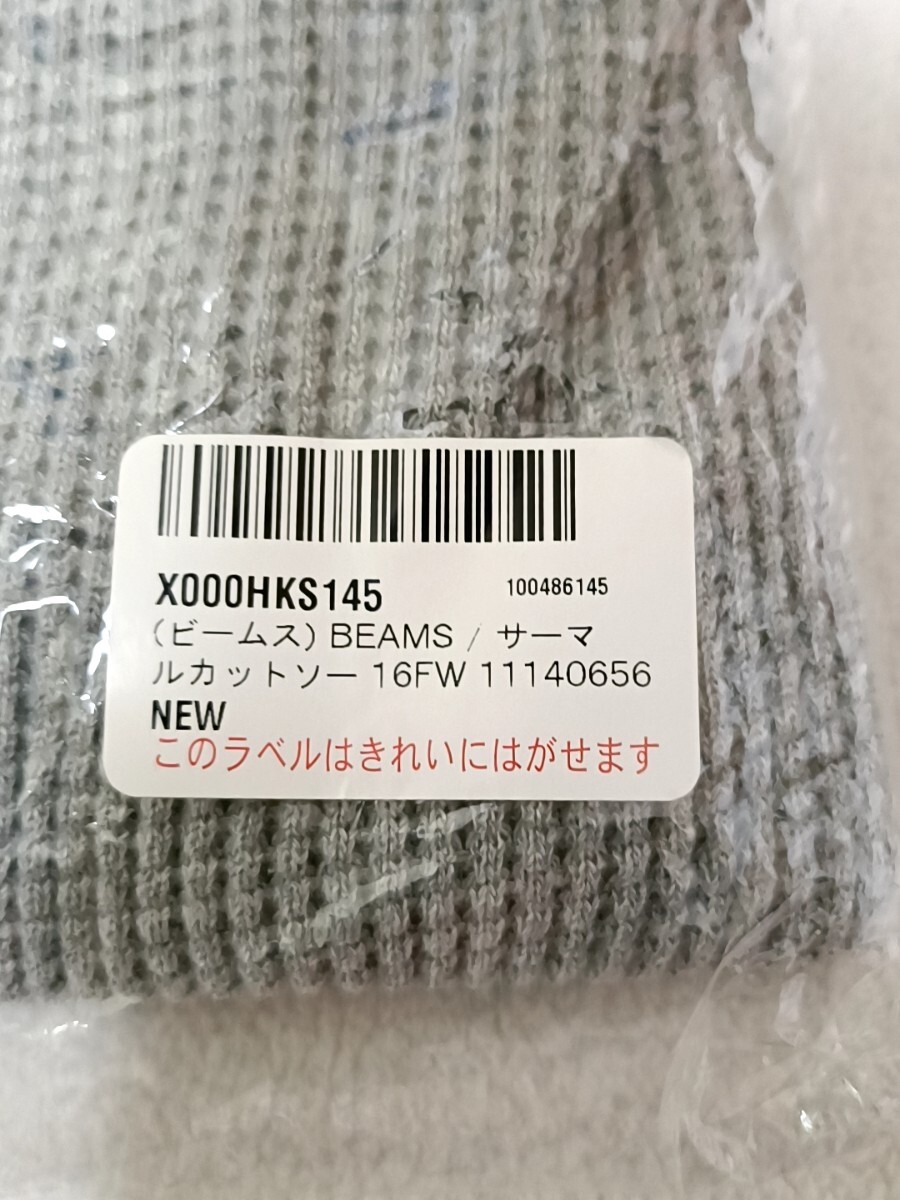 X000HKS145 100486145
(ビームス) BEAMS / サーマ
ルカットソー 16FW 11140656
NEW
このラベルはきれいにはがせます